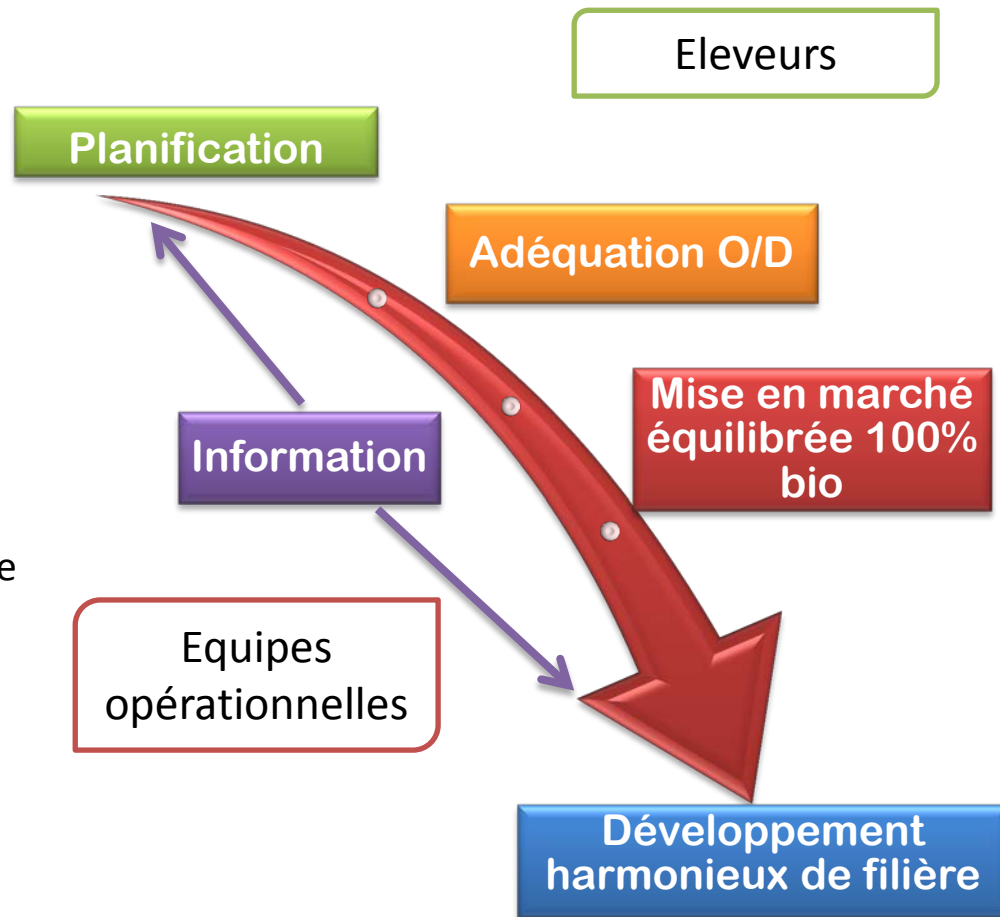 Eleveurs
Planification
Adéquation O/D
Mise en marché
équilibrée 100%
bio
Information
e
Equipes
opérationnelles
Développement
harmonieux de filière